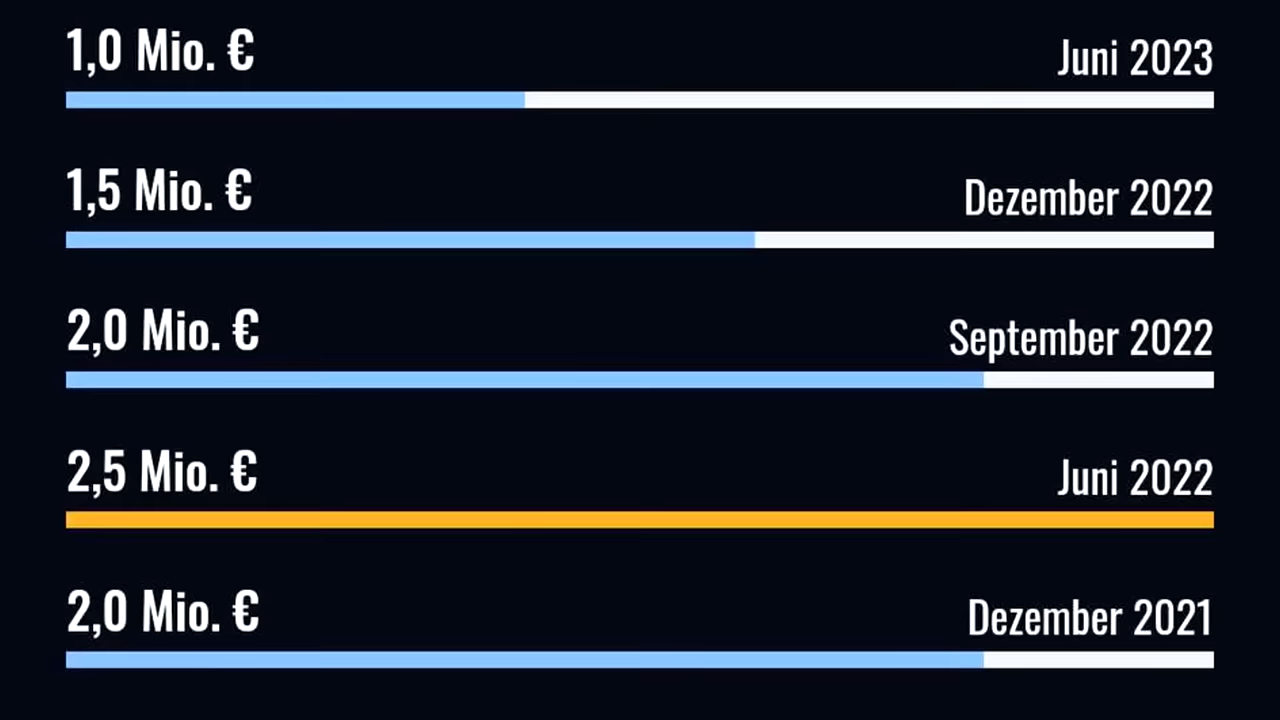 1,0 Mio. € Juni 2023
1,5 Mio. € Dezember 2022
2,0 Mio. € September 2022
2,5 Mio. € Juni 2022
2,0 Mio. € Dezember 2021